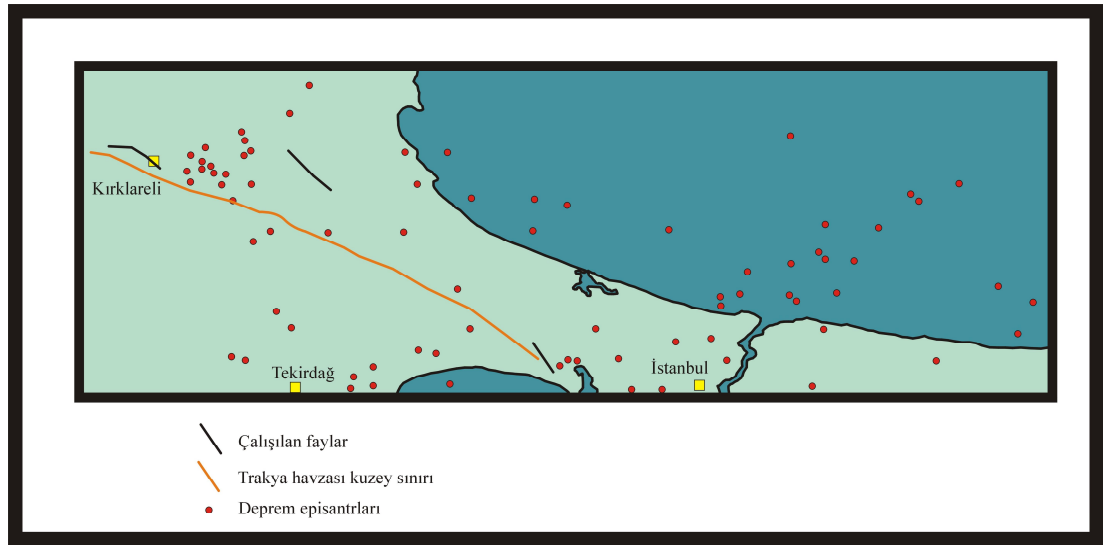 Kırklareli
Tekirdağ
İstanbul
Çalışılan faylar
Trakya havzası kuzey sınırı
Deprem episantrları